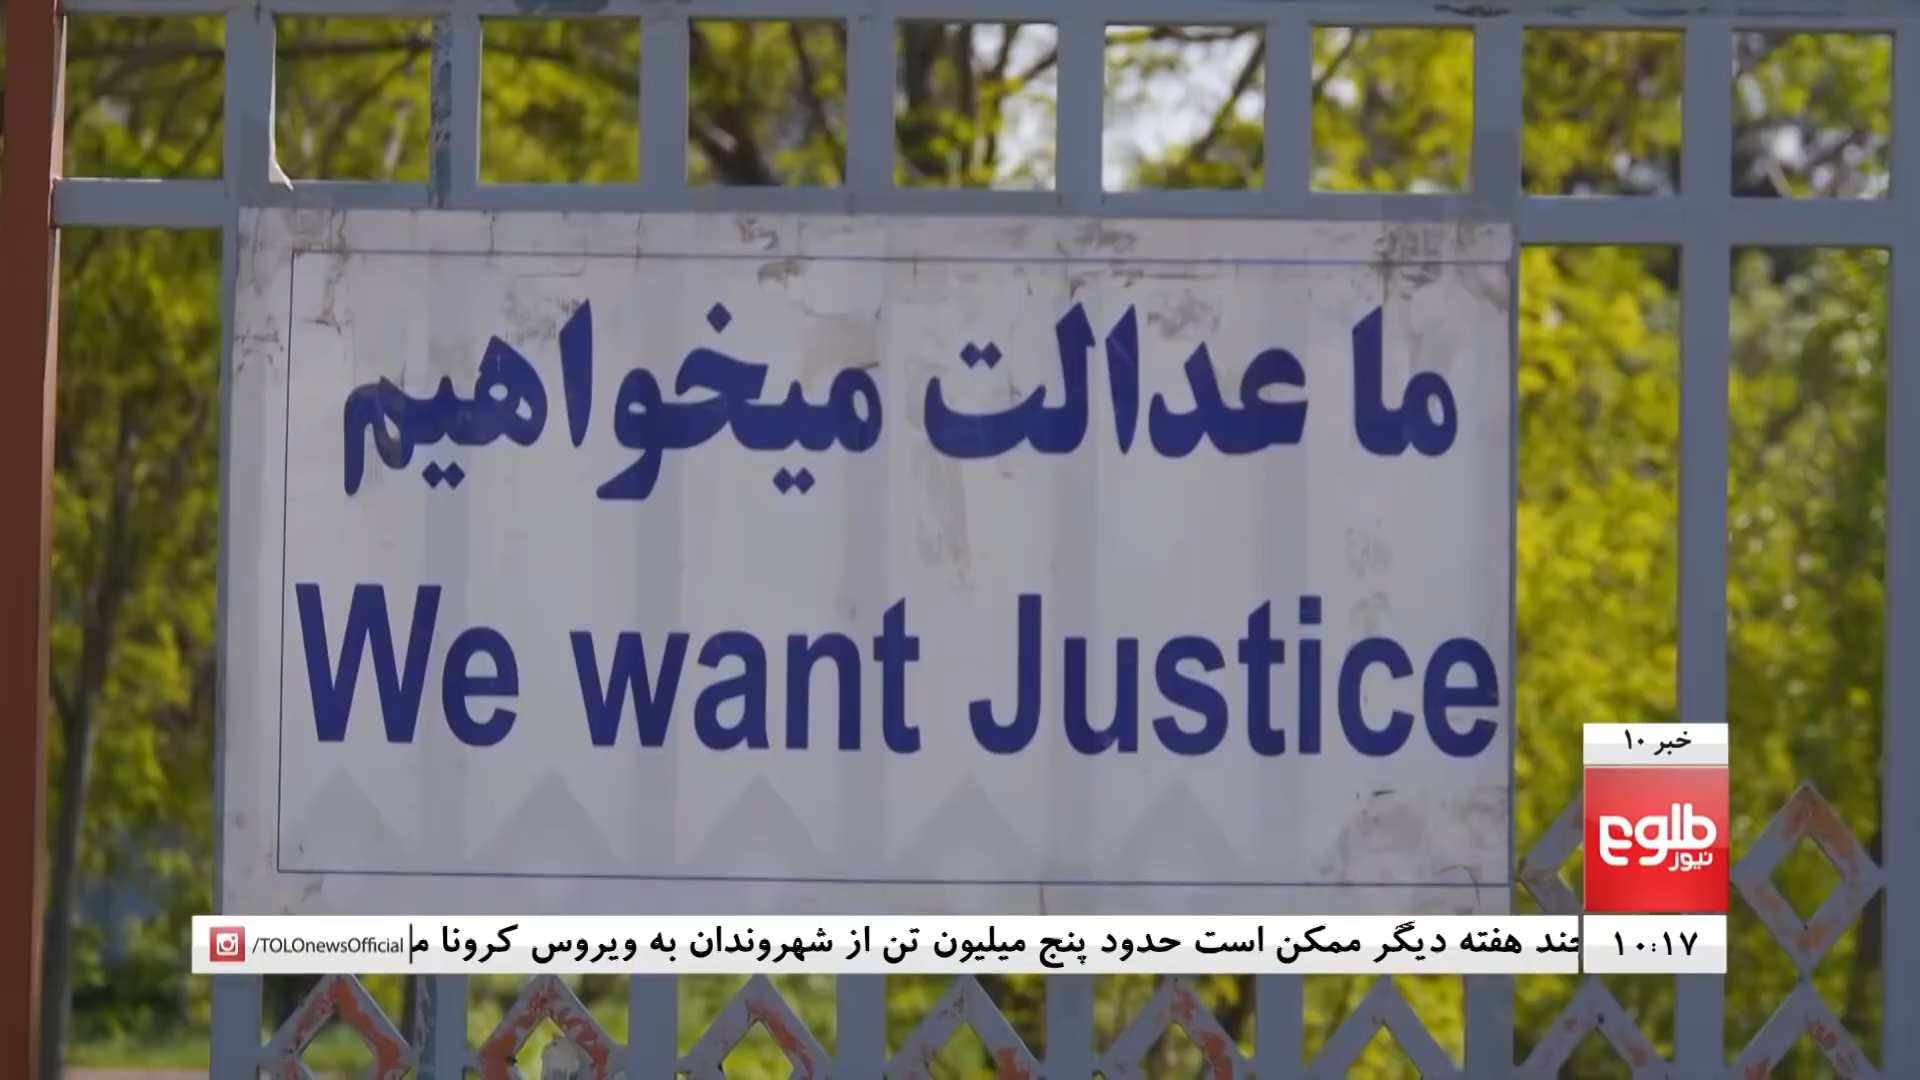 ما عدالت میخواهیم
We want Justice
خبر ۱۰
طلوع
نیوز
۱۰:۱۷
هفته دیگر ممکن است حدود پنج میلیون تن از شهروندان به ویروس کرونا
/TOLOnewsOfficial